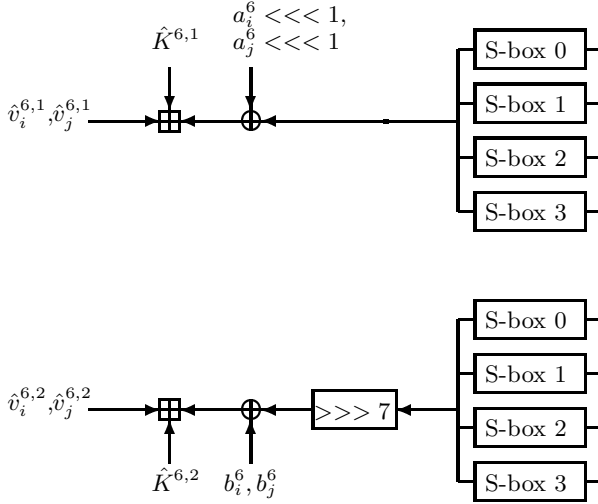 a_i^6 <<< 1,
K̂^{6,1} a_j^6 <<< 1
S-box 0
S-box 1
v̂_i^{6,1}, v̂_j^{6,1}
S-box 2
S-box 3
S-box 0
S-box 1
v̂_i^{6,2}, v̂_j^{6,2} >>> 7
S-box 2
K̂^{6,2} b_i^6, b_j^6
S-box 3